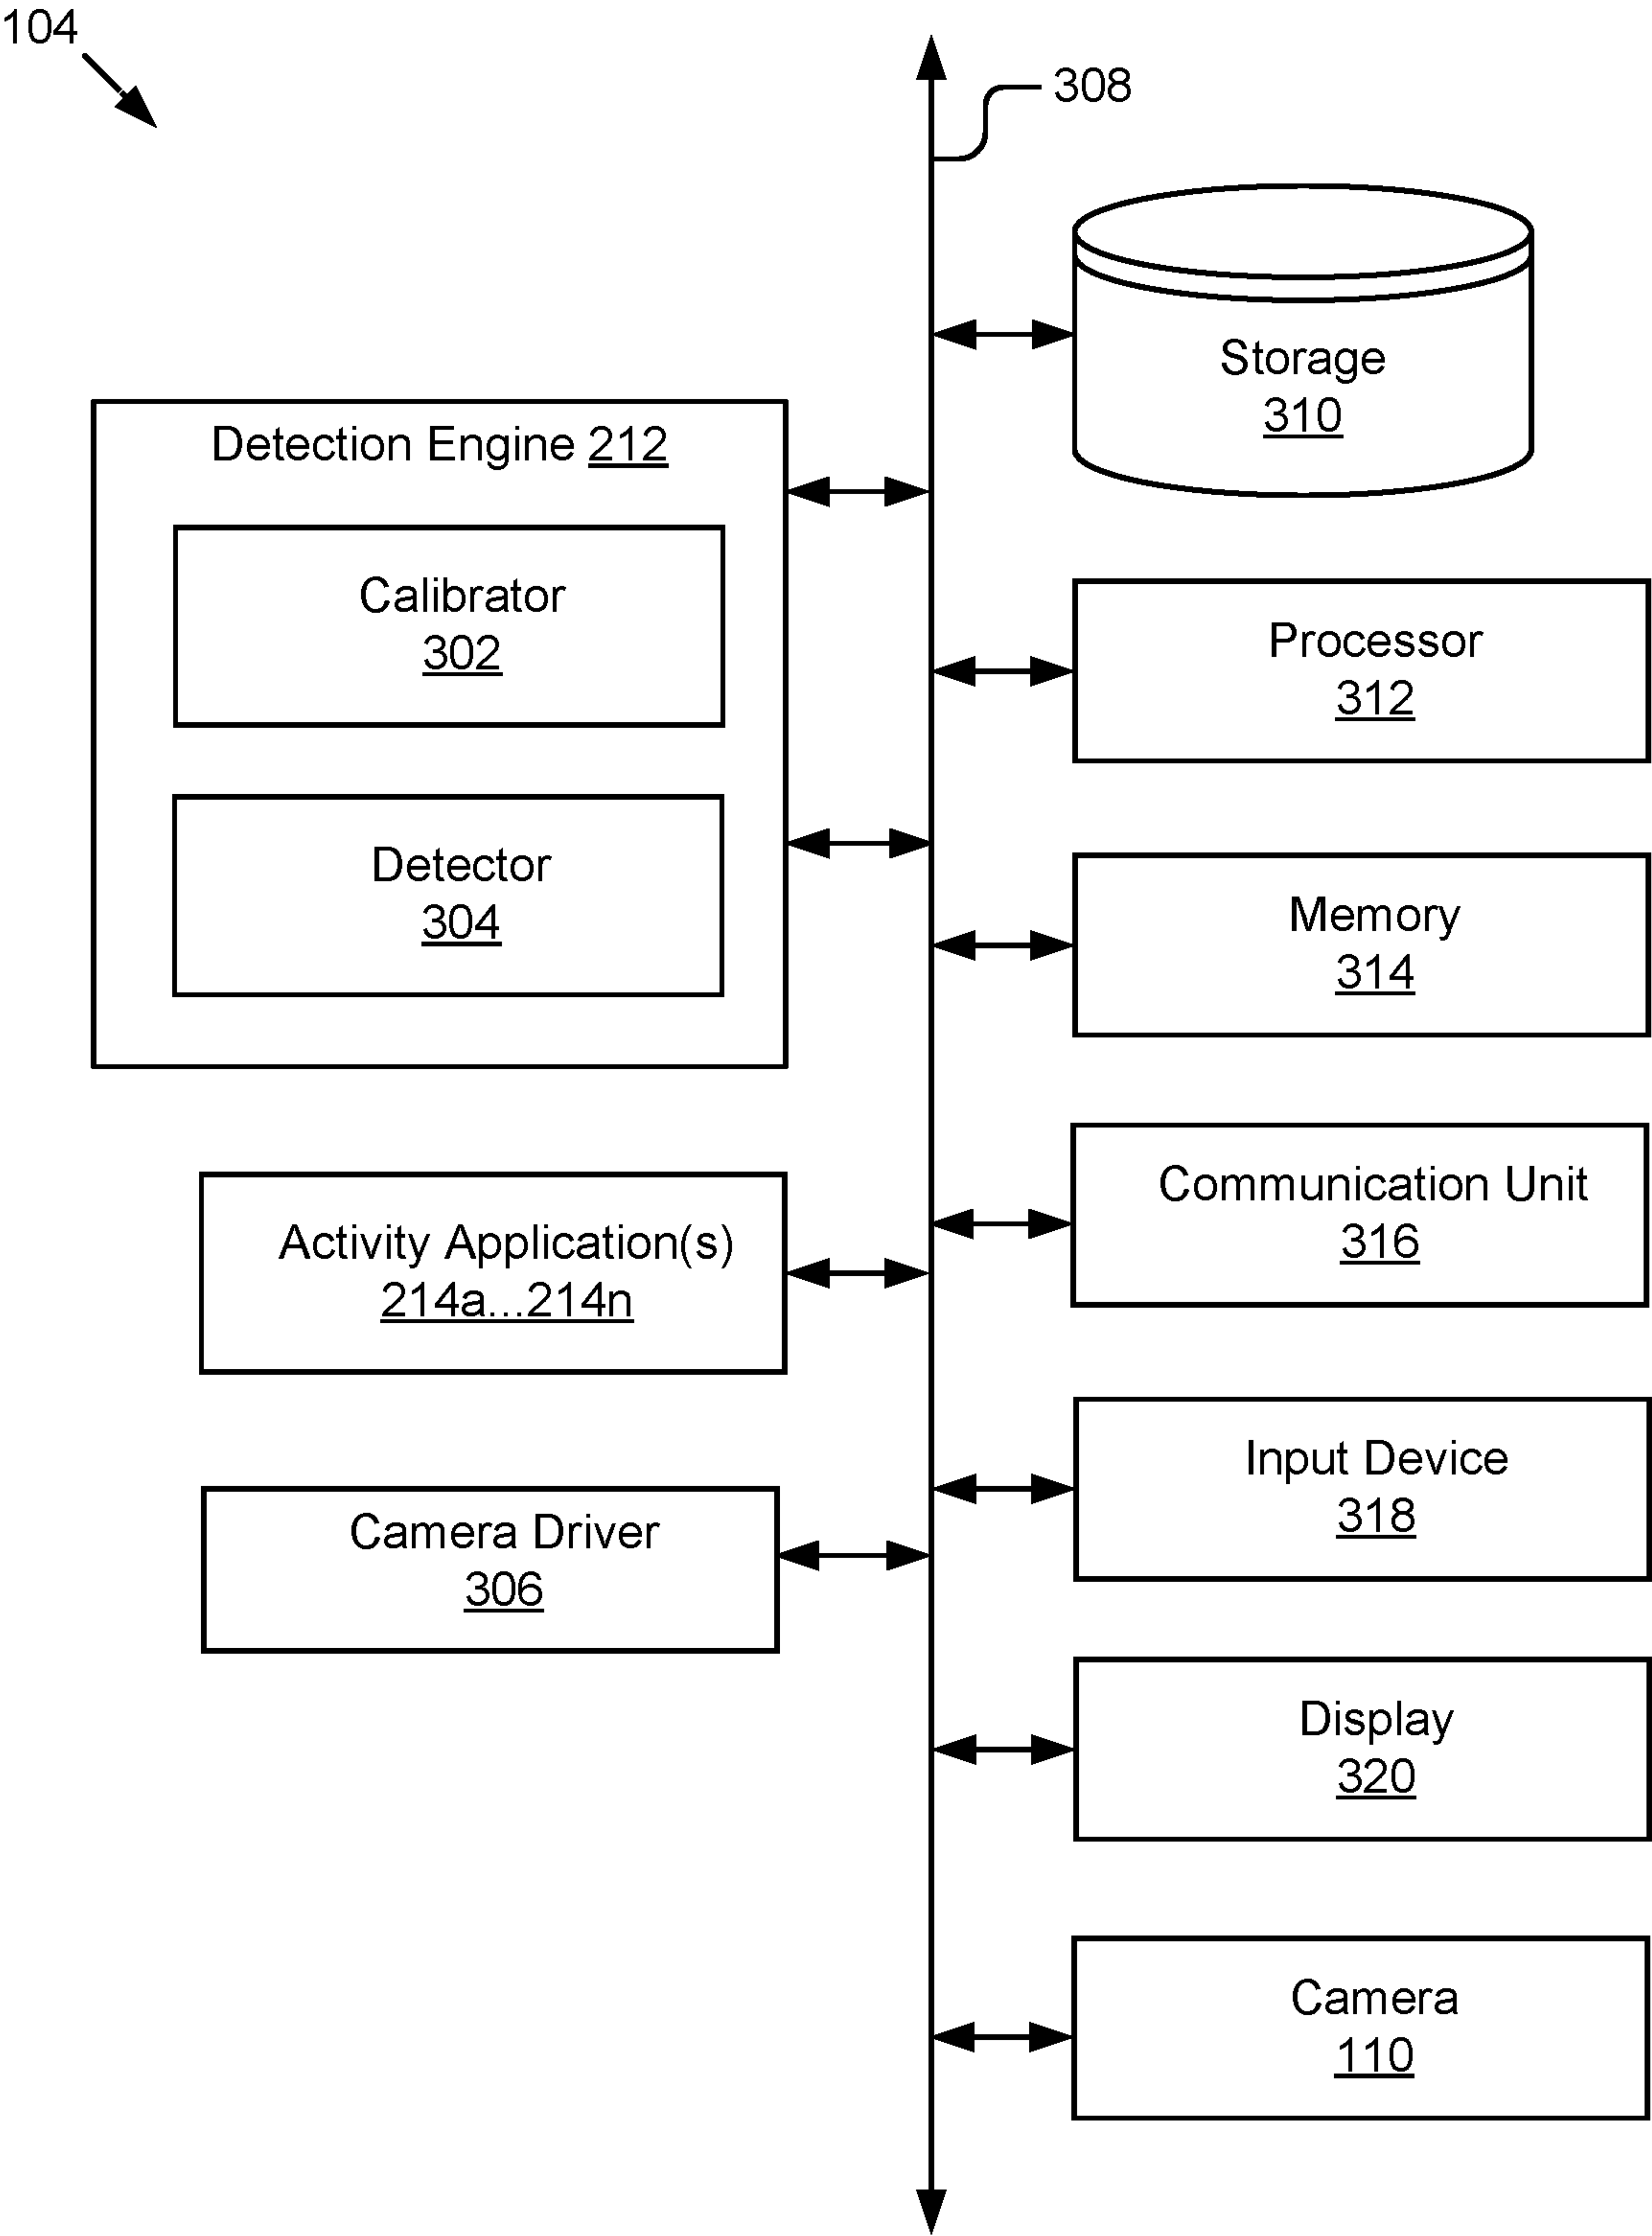 104
308
Storage
310
Detection Engine 212
Calibrator
302
Processor
312
Detector
304
Memory
314
Communication Unit
316
Activity Application(s)
214a...214n
Input Device
318
Camera Driver
306
Display
320
Camera
110